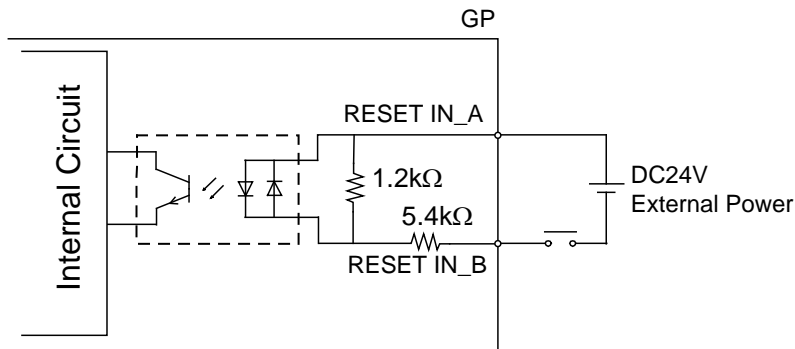 GP
Internal Circuit
RESET IN_A
1.2kΩ
5.4kΩ
RESET IN_B
DC24V
External Power